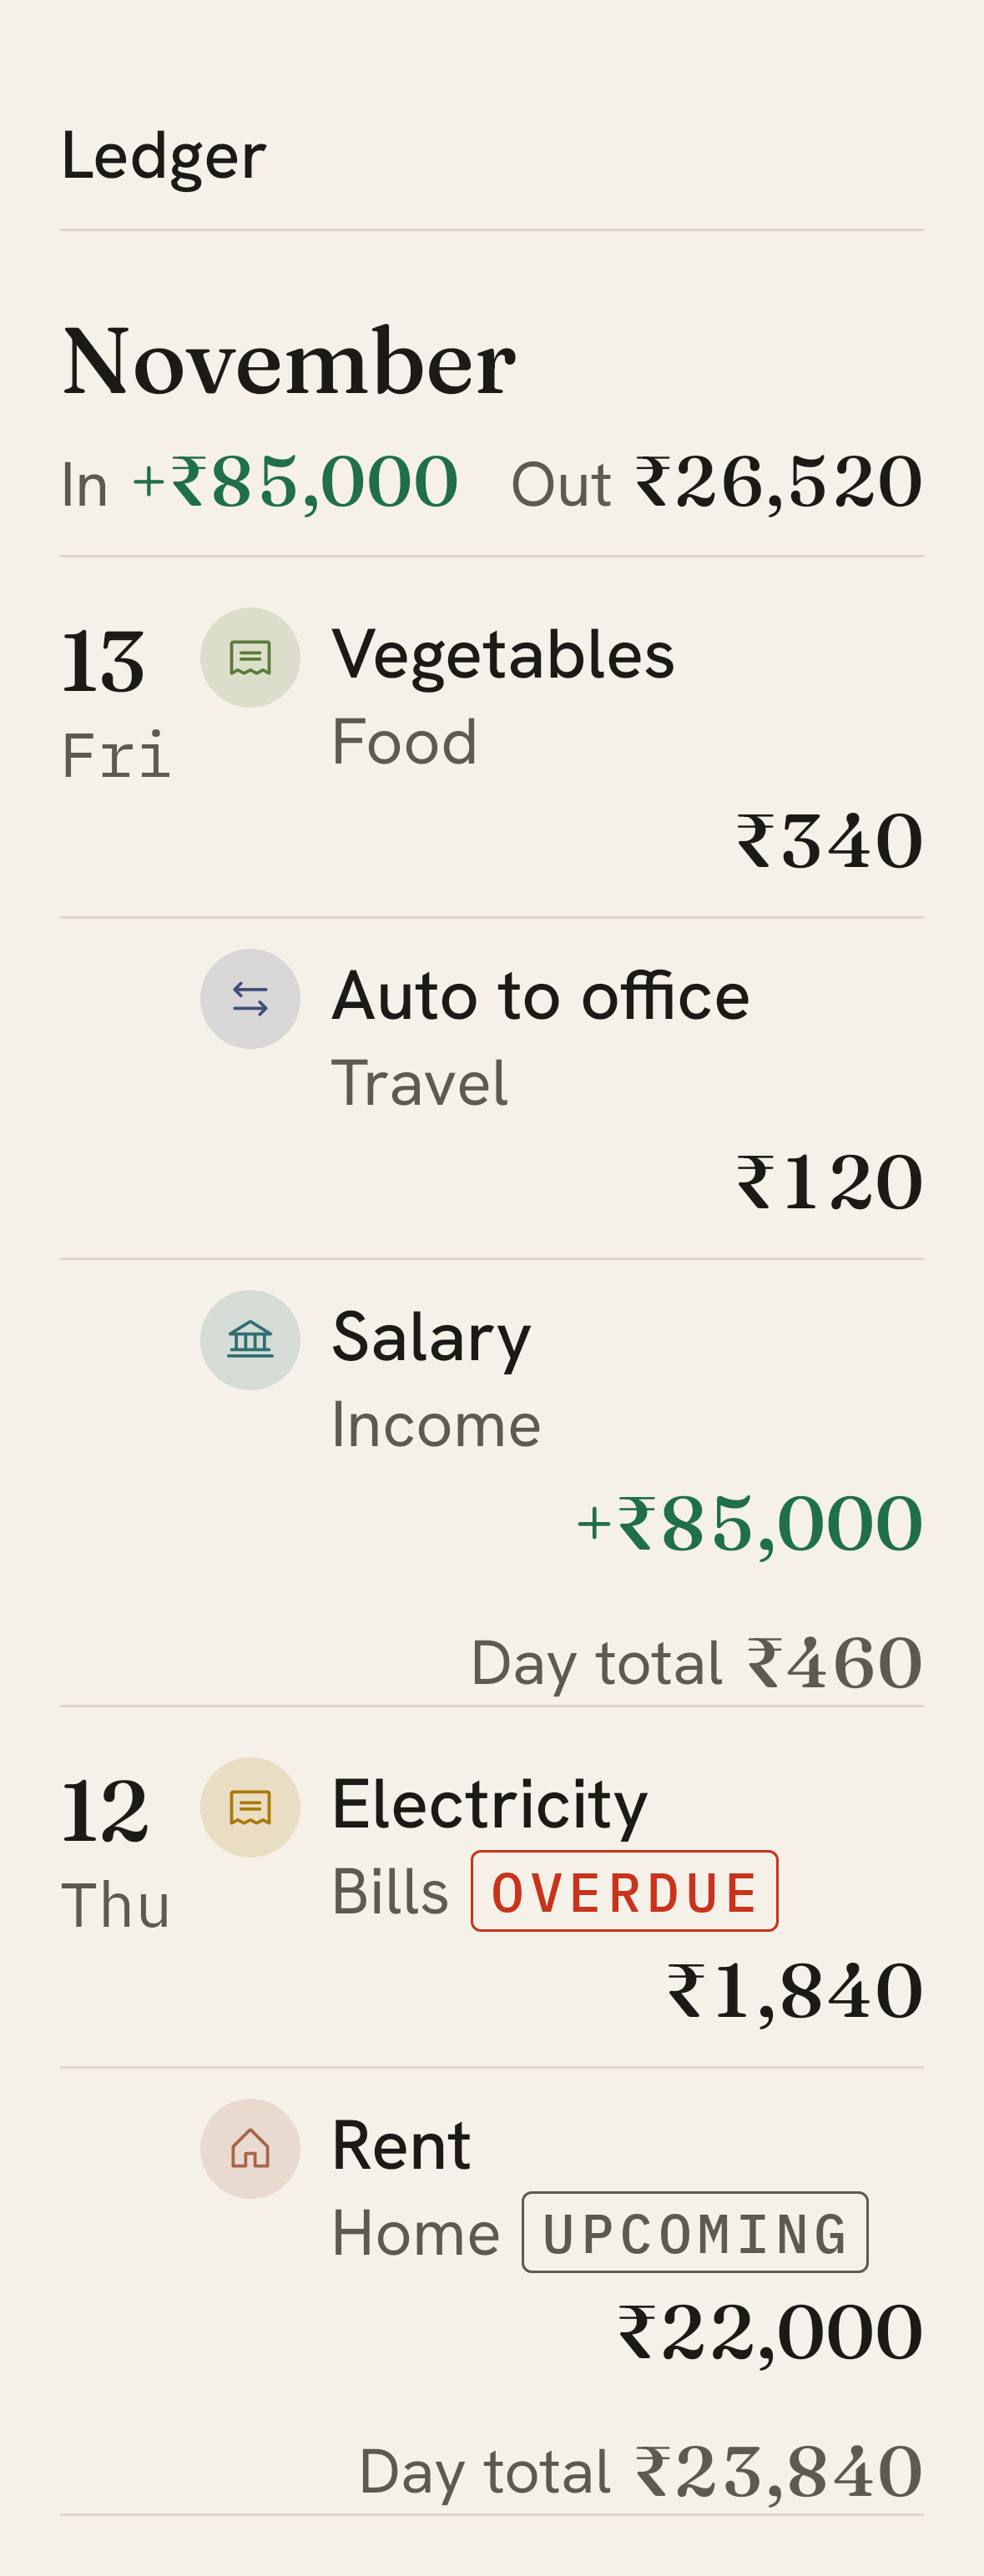 Ledger
November
In +₹85,000 Out ₹26,520
13 Vegetables
Fri Food
₹340
Auto to office
Travel
₹120
Salary
Income
+₹85,000
Day total ₹460
12 Electricity
Thu Bills OVERDUE
₹1,840
Rent
Home UPCOMING
₹22,000
Day total ₹23,840